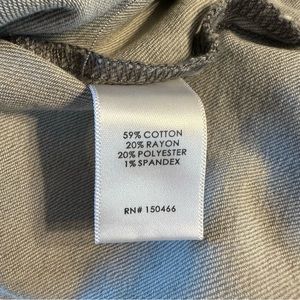 59% COTTON
20% RAYON
20% POLYESTER
1% SPANDEX
RN# 150466